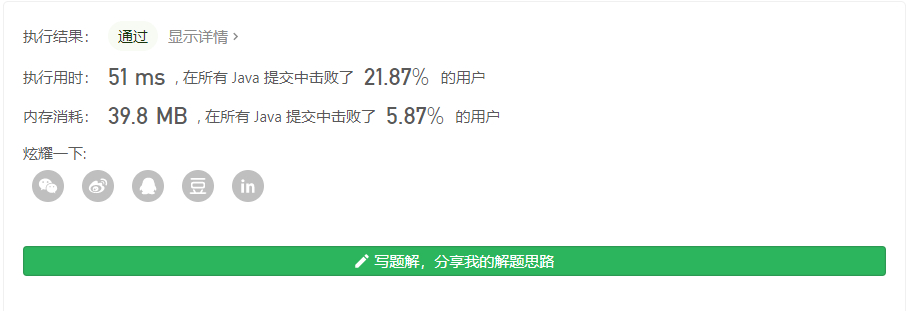 执行结果： 通过 显示详情 ›
执行用时： 51 ms , 在所有 Java 提交中击败了 21.87% 的用户
内存消耗： 39.8 MB , 在所有 Java 提交中击败了 5.87% 的用户
炫耀一下:
豆 in
写题解，分享我的解题思路